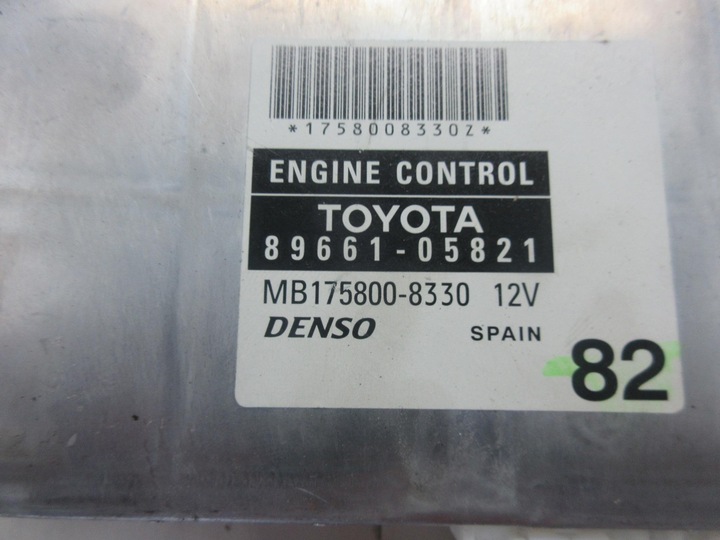 *1758008330Z*
ENGINE CONTROL
TOYOTA
89661-05821
MB175800-8330 12V
DENSO SPAIN
82